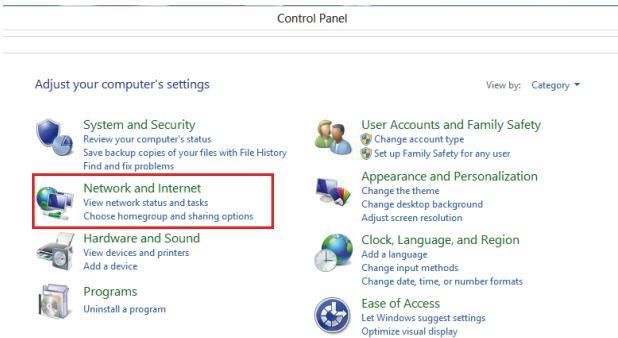 Control Panel
Adjust your computer's settings
View by: Category
System and Security
Review your computer's status
Save backup copies of your files with File History
Find and fix problems
Network and Internet
View network status and tasks
Choose homegroup and sharing options
Hardware and Sound
View devices and printers
Add a device
Programs
Uninstall a program
User Accounts and Family Safety
Change account type
Set up Family Safety for any user
Appearance and Personalization
Change the theme
Change desktop background
Adjust screen resolution
Clock, Language, and Region
Add a language
Change input methods
Change date, time, or number formats
Ease of Access
Let Windows suggest settings
Optimize visual display